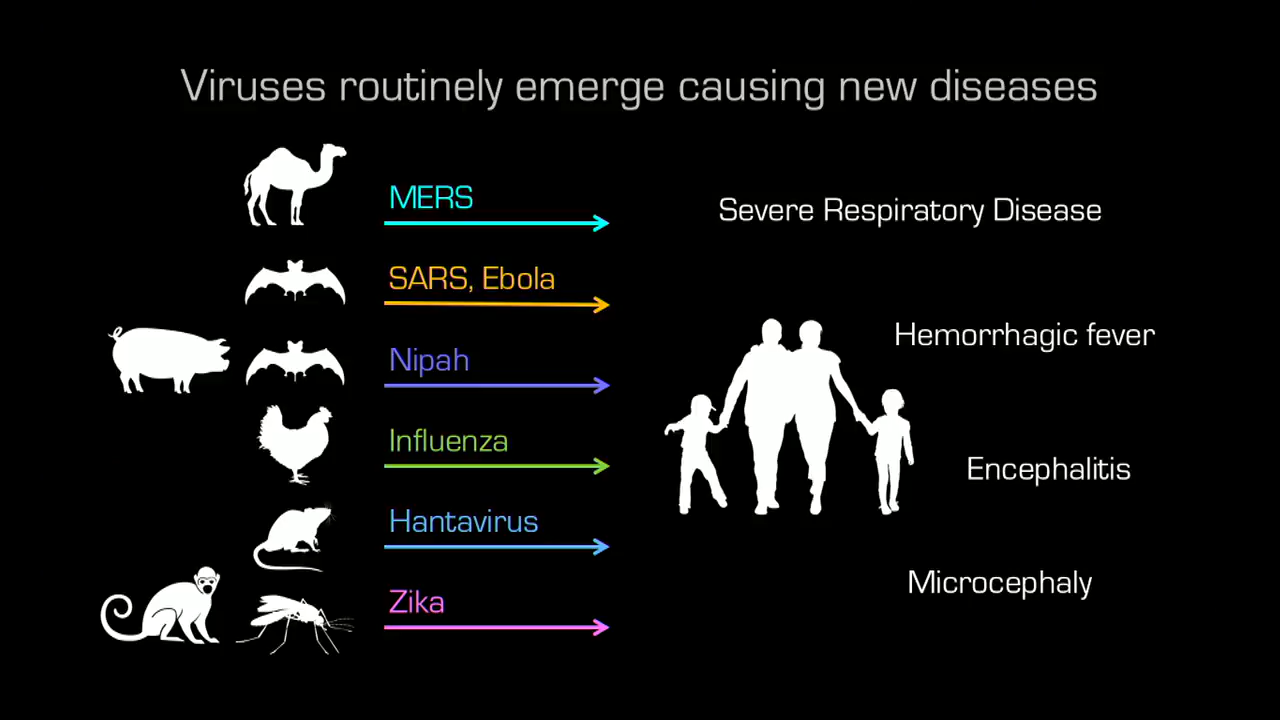 Viruses routinely emerge causing new diseases
MERS
Severe Respiratory Disease
SARS, Ebola
Hemorrhagic fever
Nipah
Influenza
Encephalitis
Hantavirus
Microcephaly
Zika